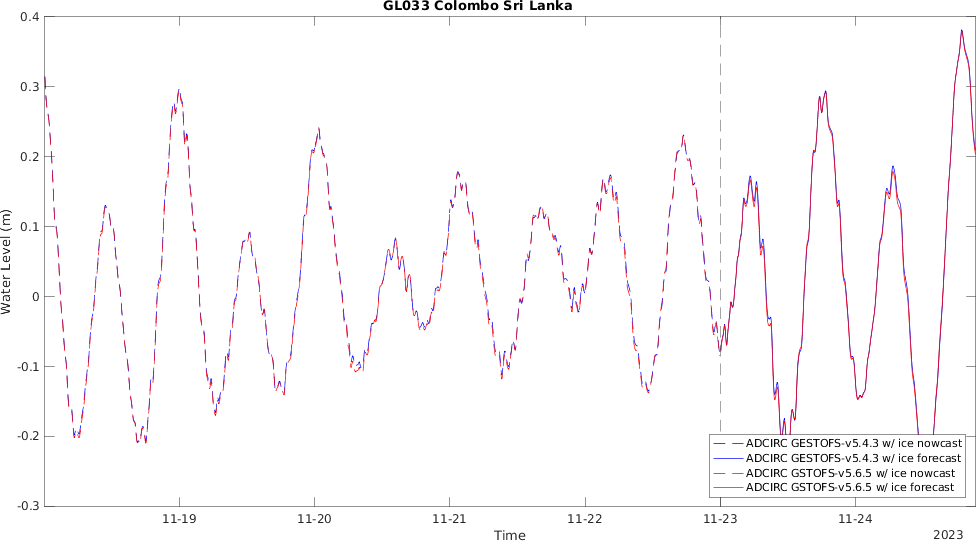 GL033 Colombo Sri Lanka
0.4
0.3
0.2
0.1
0
-0.1
-0.2
-0.3
Water Level (m)
ADCIRC GESTOFS-v5.4.3 w/ ice nowcast
ADCIRC GESTOFS-v5.4.3 w/ ice forecast
ADCIRC GSTOFS-v5.6.5 w/ ice nowcast
ADCIRC GSTOFS-v5.6.5 w/ ice forecast
11-19 11-20 11-21 11-22 11-23 11-24
Time
2023